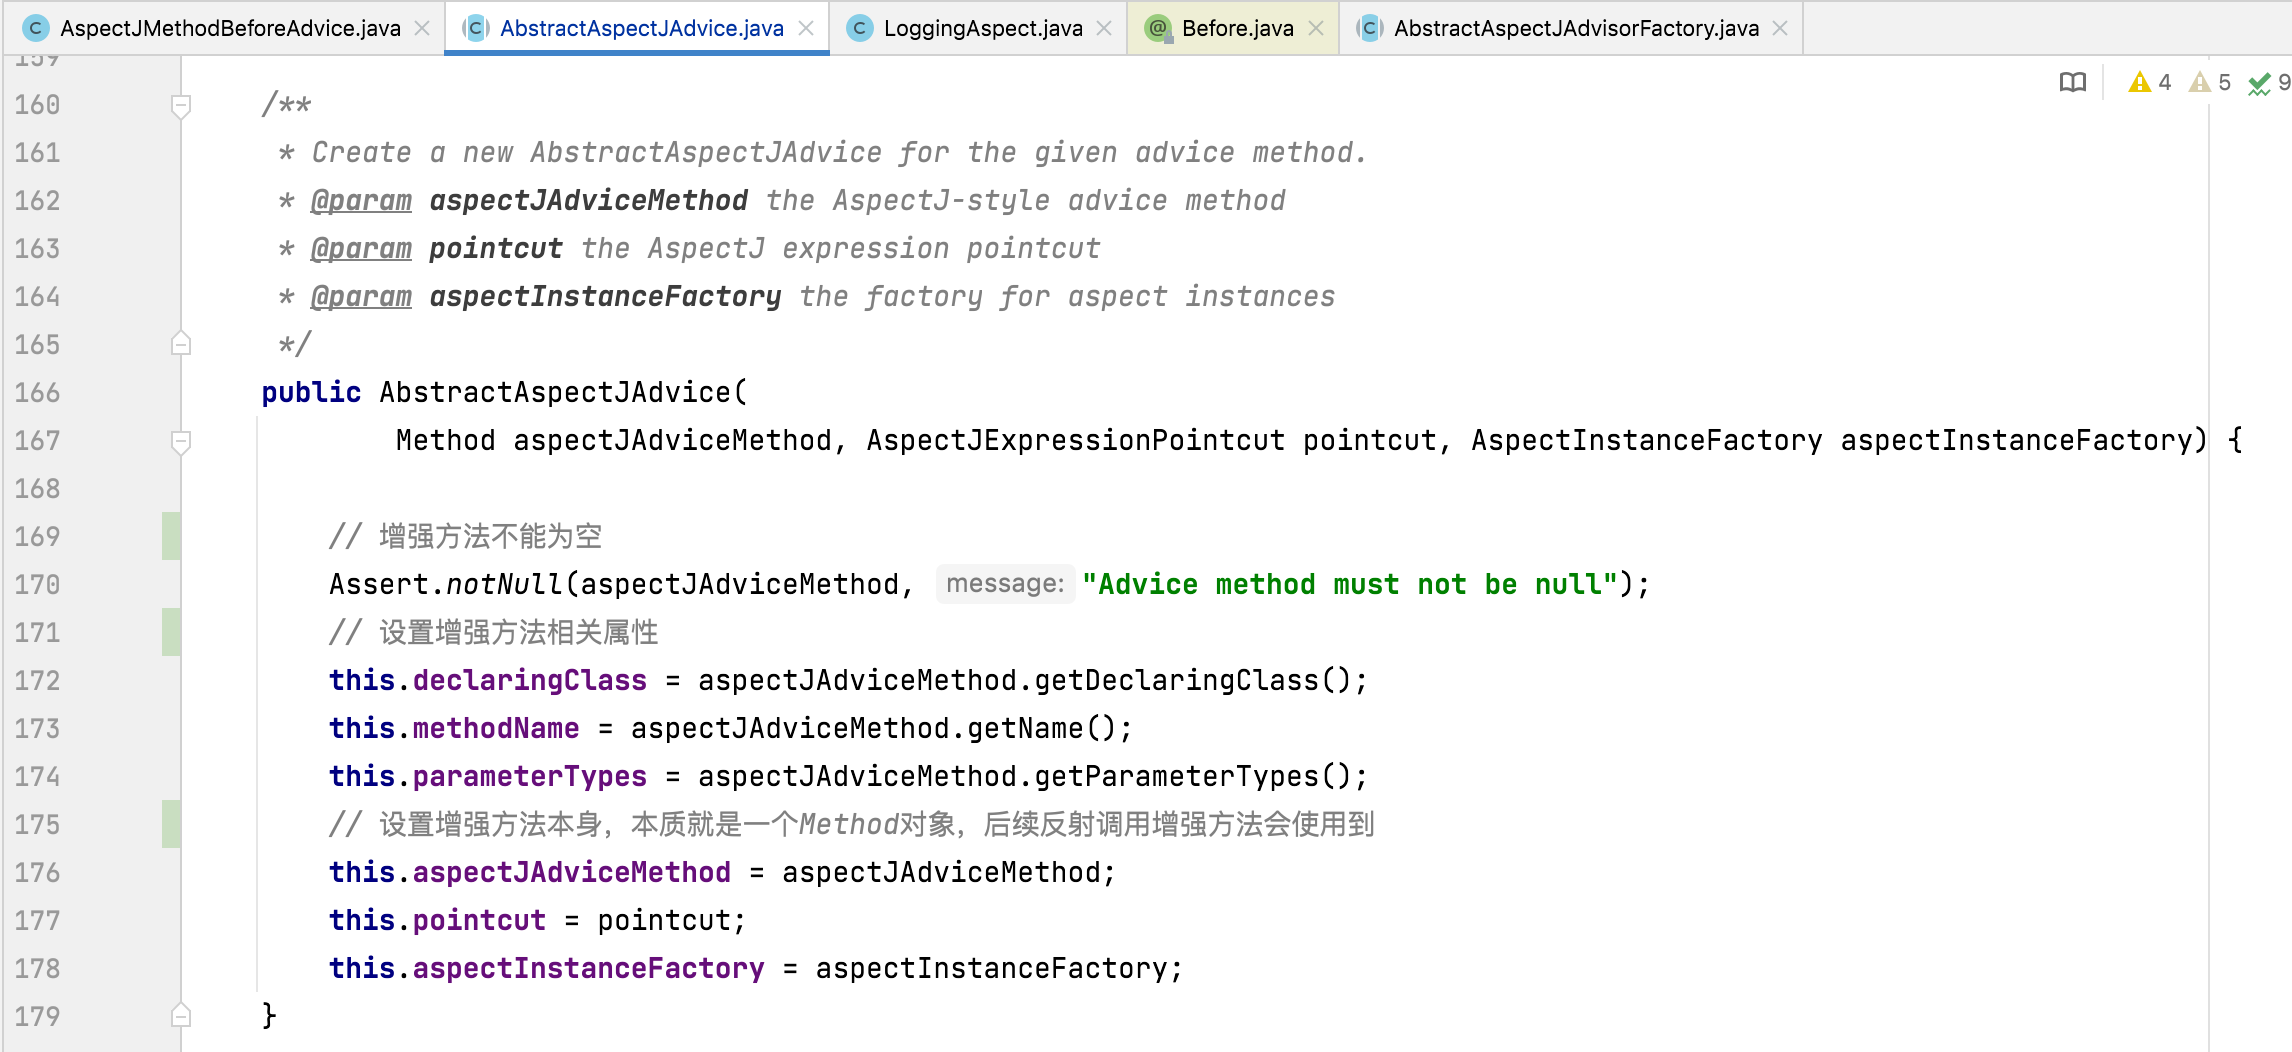 AspectJMethodBeforeAdvice.java AbstractAspectJAdvice.java LoggingAspect.java Before.java AbstractAspectJAdvisorFactory.java
159
4 5 9
160 /**
161 * Create a new AbstractAspectJAdvice for the given advice method.
162 * @param aspectJAdviceMethod the AspectJ-style advice method
163 * @param pointcut the AspectJ expression pointcut
164 * @param aspectInstanceFactory the factory for aspect instances
165 */
166 public AbstractAspectJAdvice(
167 Method aspectJAdviceMethod, AspectJExpressionPointcut pointcut, AspectInstanceFactory aspectInstanceFactory) {
168
169 // 增强方法不能为空
170 Assert.notNull(aspectJAdviceMethod, message: "Advice method must not be null");
171 // 设置增强方法相关属性
172 this.declaringClass = aspectJAdviceMethod.getDeclaringClass();
173 this.methodName = aspectJAdviceMethod.getName();
174 this.parameterTypes = aspectJAdviceMethod.getParameterTypes();
175 // 设置增强方法本身，本质就是一个Method对象，后续反射调用增强方法会使用到
176 this.aspectJAdviceMethod = aspectJAdviceMethod;
177 this.pointcut = pointcut;
178 this.aspectInstanceFactory = aspectInstanceFactory;
179 }